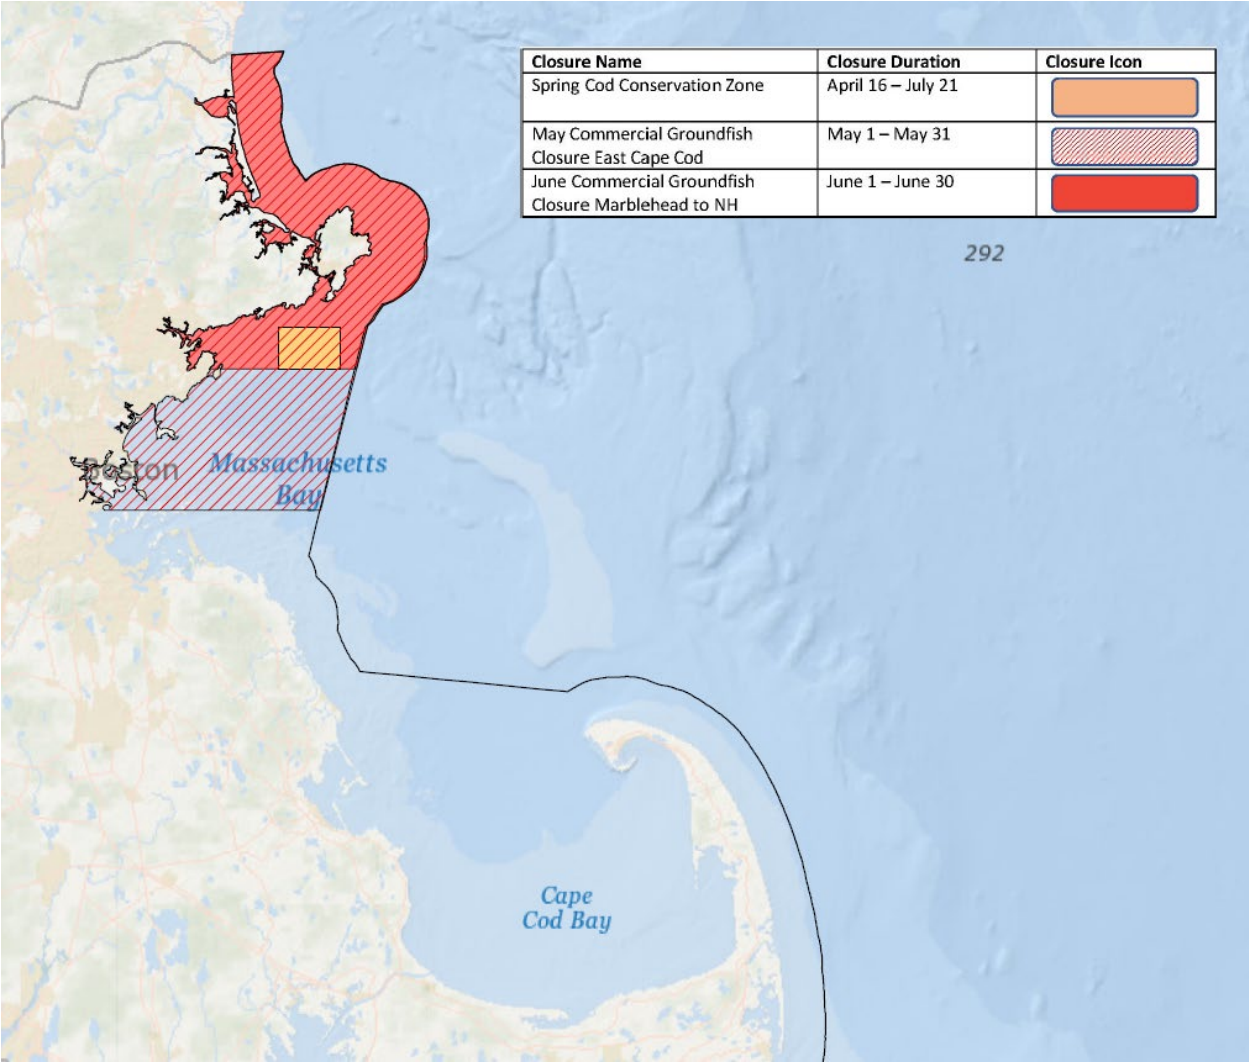 Closure Name Closure Duration Closure Icon
Spring Cod Conservation Zone April 16 – July 21
May Commercial Groundfish May 1 – May 31
Closure East Cape Cod
June Commercial Groundfish June 1 – June 30
Closure Marblehead to NH
292
Boston
Massachusetts
Bay
Cape
Cod Bay